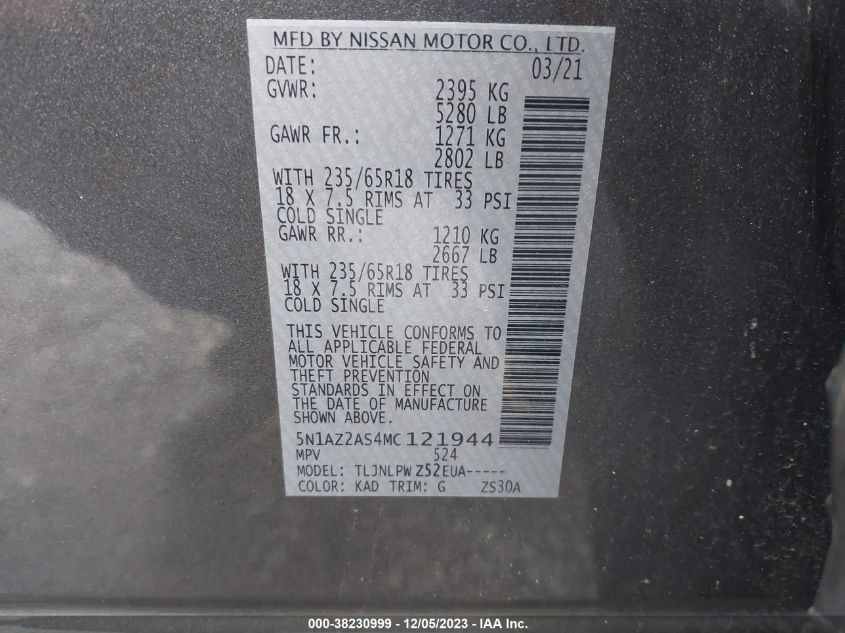 MFD BY NISSAN MOTOR CO., LTD.
DATE: 03/21
GVWR: 2395 KG
5280 LB
GAWR FR.: 1271 KG
2802 LB
WITH 235/65R18 TIRES
18 X 7.5 RIMS AT 33 PSI
COLD SINGLE
GAWR RR.: 1210 KG
2667 LB
WITH 235/65R18 TIRES
18 X 7.5 RIMS AT 33 PSI
COLD SINGLE
THIS VEHICLE CONFORMS TO
ALL APPLICABLE FEDERAL
MOTOR VEHICLE SAFETY AND
THEFT PREVENTION
STANDARDS IN EFFECT ON
THE DATE OF MANUFACTURE
SHOWN ABOVE.
5N1AZ2AS4MC121944
MPV 524
MODEL: TLJNLPW Z52EUA-----
COLOR: KAD TRIM: G ZS30A
000-38230999 - 12/05/2023 - IAA Inc.